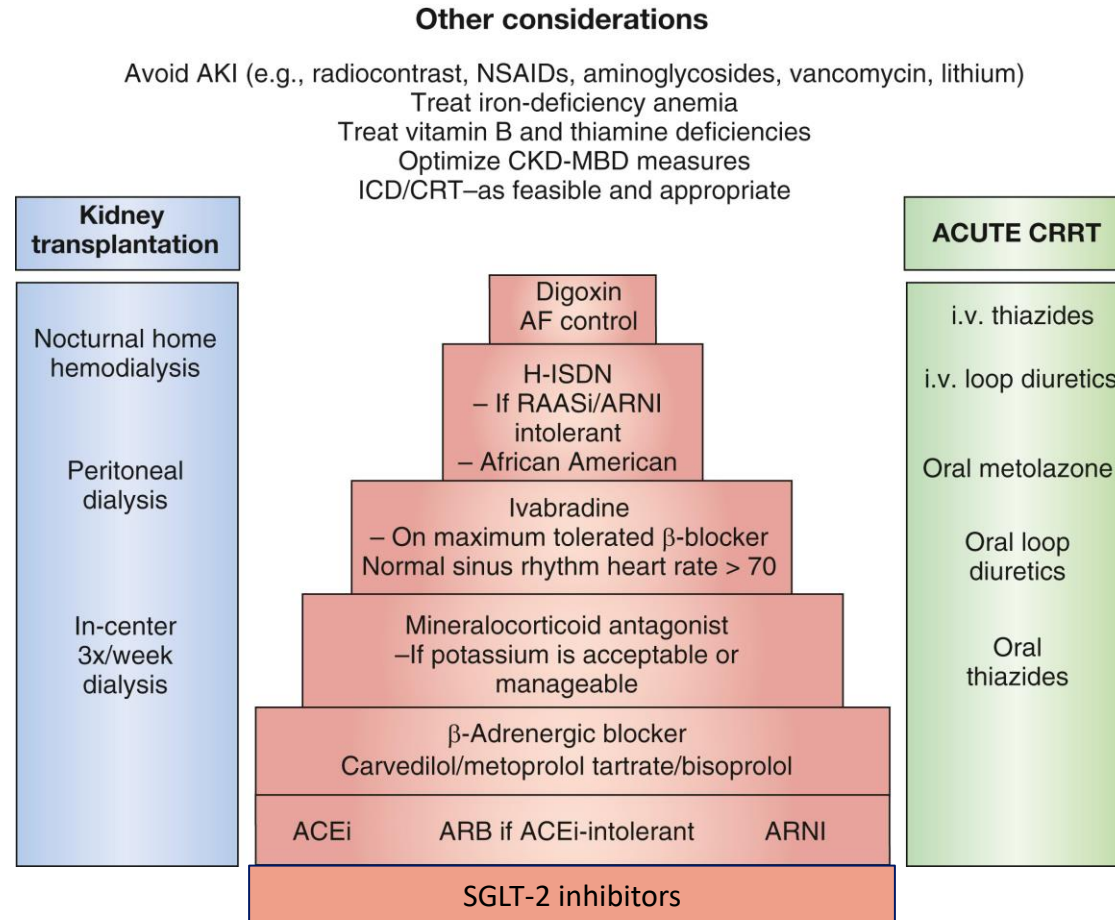 Other considerations
Avoid AKI (e.g., radiocontrast, NSAIDs, aminoglycosides, vancomycin, lithium)
Treat iron-deficiency anemia
Treat vitamin B and thiamine deficiencies
Optimize CKD-MBD measures
ICD/CRT–as feasible and appropriate
Kidney
transplantation
Nocturnal home
hemodialysis
Peritoneal
dialysis
In-center
3x/week
dialysis
Digoxin
AF control
H-ISDN
– If RAASi/ARNI
intolerant
– African American
Ivabradine
– On maximum tolerated β-blocker
Normal sinus rhythm heart rate > 70
Mineralocorticoid antagonist
–If potassium is acceptable or
manageable
β-Adrenergic blocker
Carvedilol/metoprolol tartrate/bisoprolol
ACEi ARB if ACEi-intolerant ARNI
SGLT-2 inhibitors
ACUTE CRRT
i.v. thiazides
i.v. loop diuretics
Oral metolazone
Oral loop
diuretics
Oral
thiazides